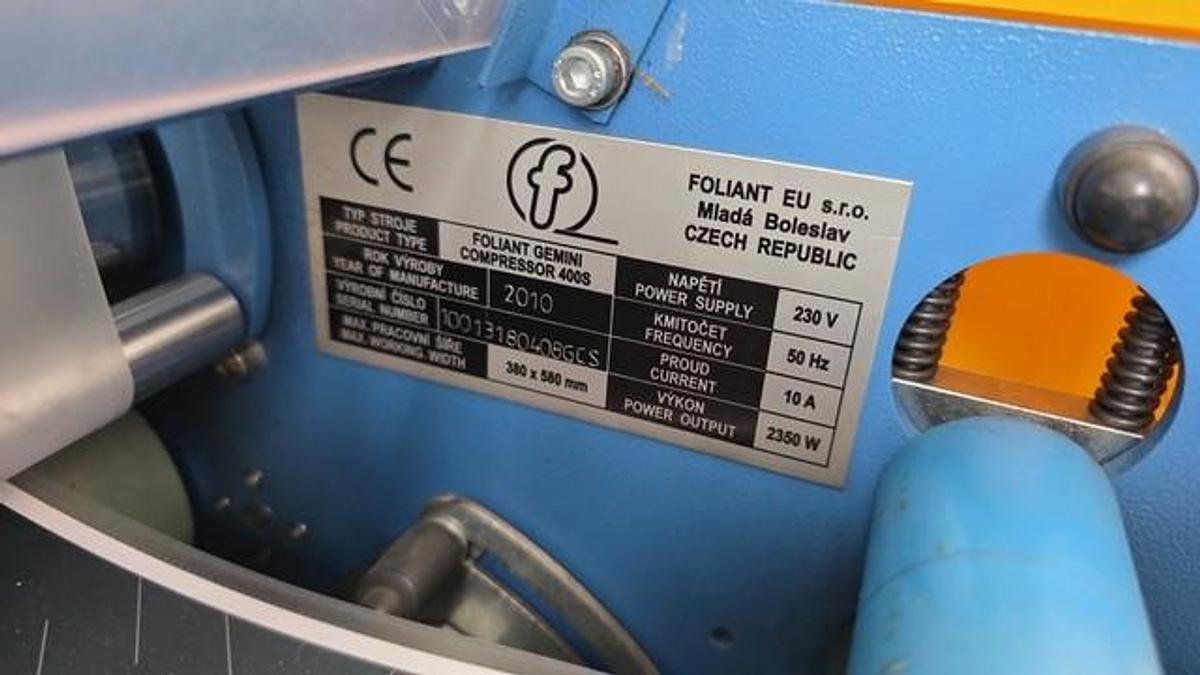 CE
f
FOLIANT EU s.r.o.
Mladá Boleslav
CZECH REPUBLIC
TYP STROJE
PRODUCT TYPE
FOLIANT GEMINI
COMPRESSOR 400S
ROK VÝROBY
YEAR OF MANUFACTURE
2010
VÝROBNÍ ČÍSLO
SERIAL NUMBER
10013180408GCS
MAX. PRACOVNÍ ŠÍŘE
MAX. WORKING WIDTH
380 x 580 mm
NAPĚTÍ
POWER SUPPLY
230 V
KMITOČET
FREQUENCY
50 Hz
PROUD
CURRENT
10 A
VÝKON
POWER OUTPUT
2350 W